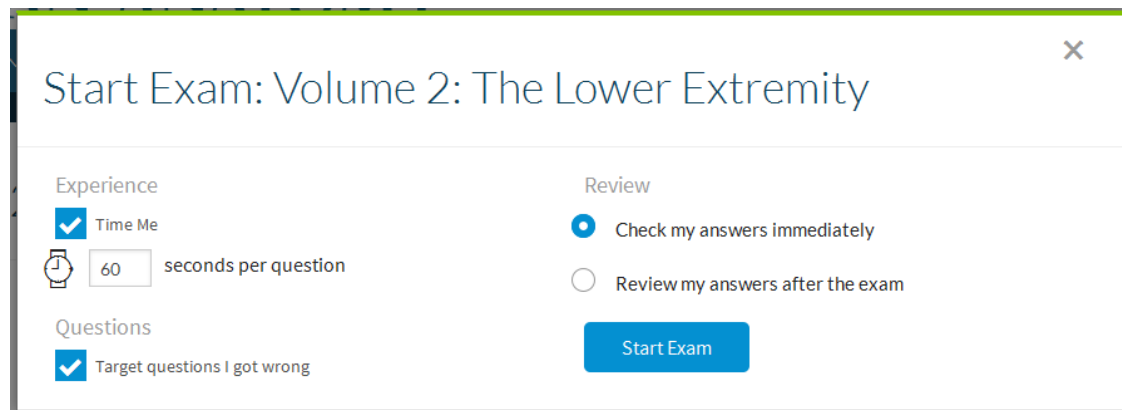 Start Exam: Volume 2: The Lower Extremity
Experience
Time Me
60 seconds per question
Questions
Target questions I got wrong
Review
Check my answers immediately
Review my answers after the exam
Start Exam